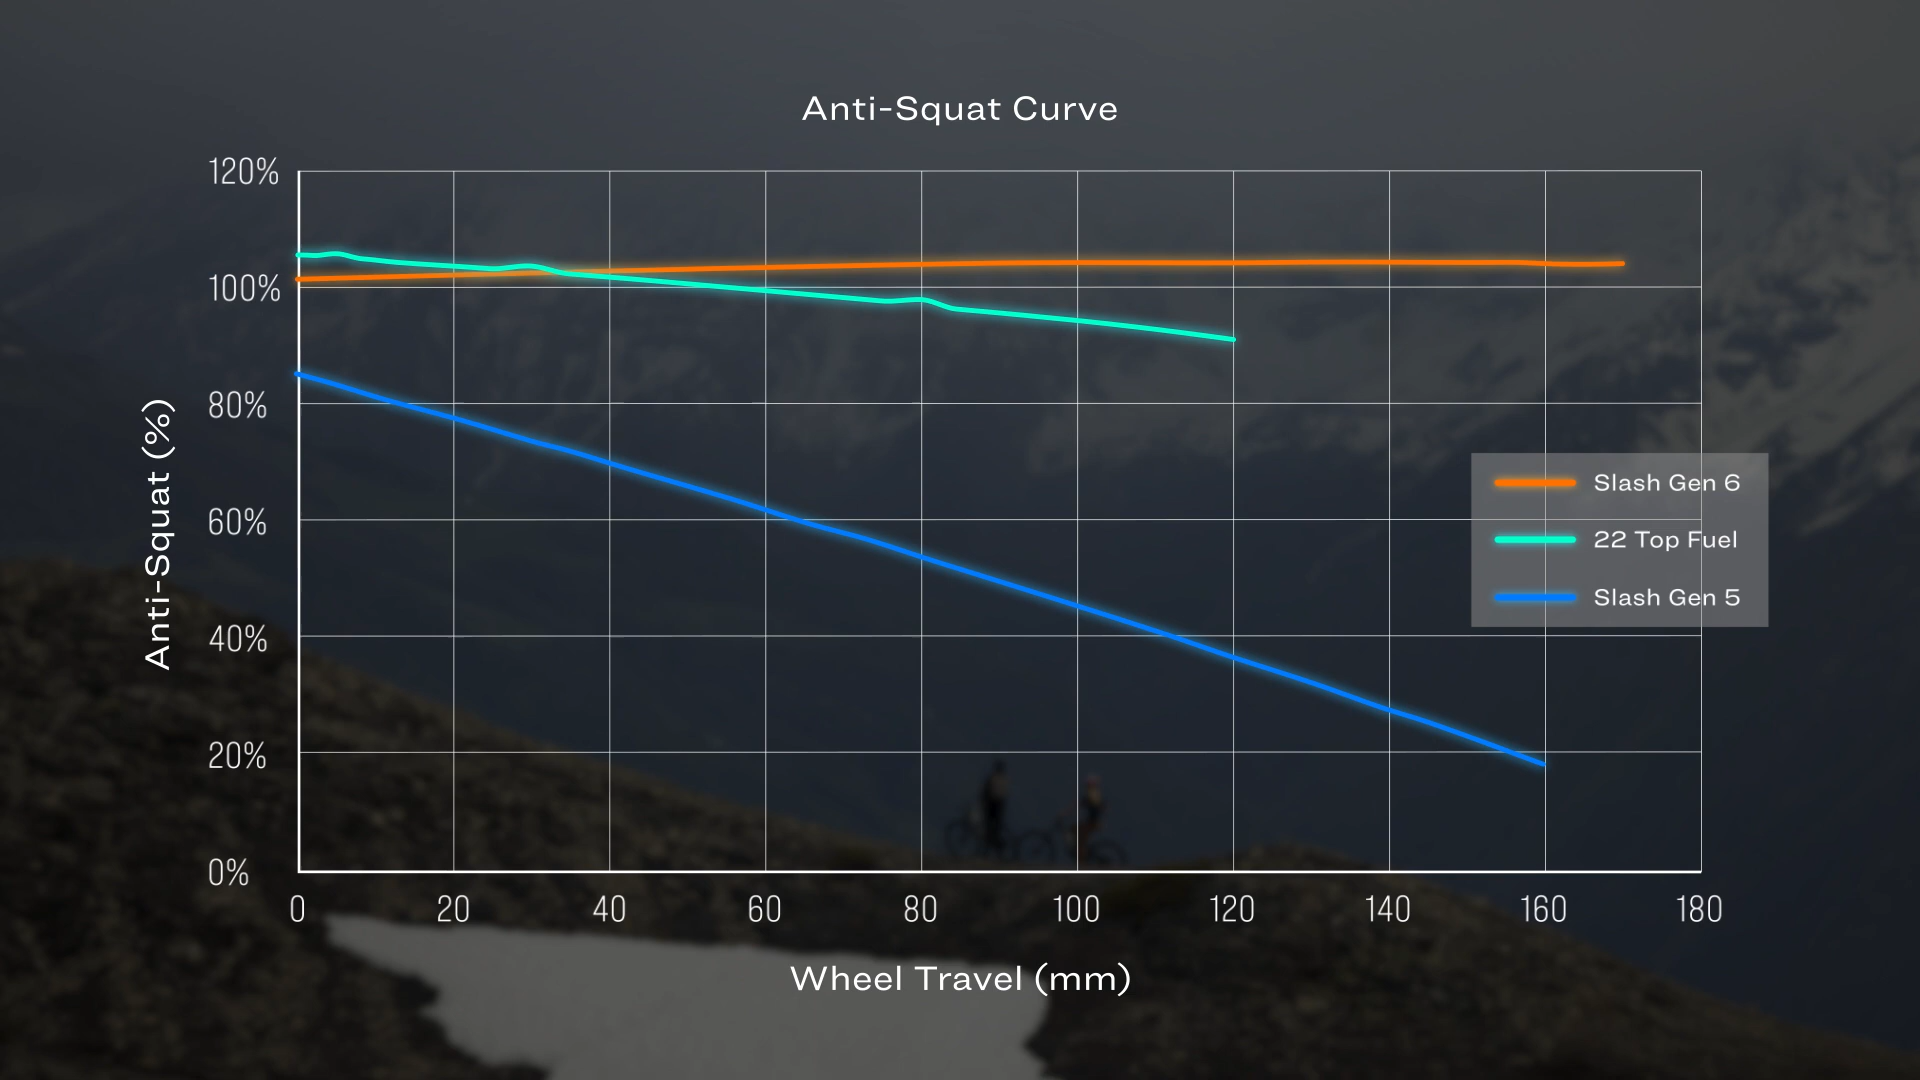 Anti-Squat Curve
120%
100%
80%
60%
40%
20%
0%
Anti-Squat (%)
Slash Gen 6
22 Top Fuel
Slash Gen 5
0 20 40 60 80 100 120 140 160 180
Wheel Travel (mm)